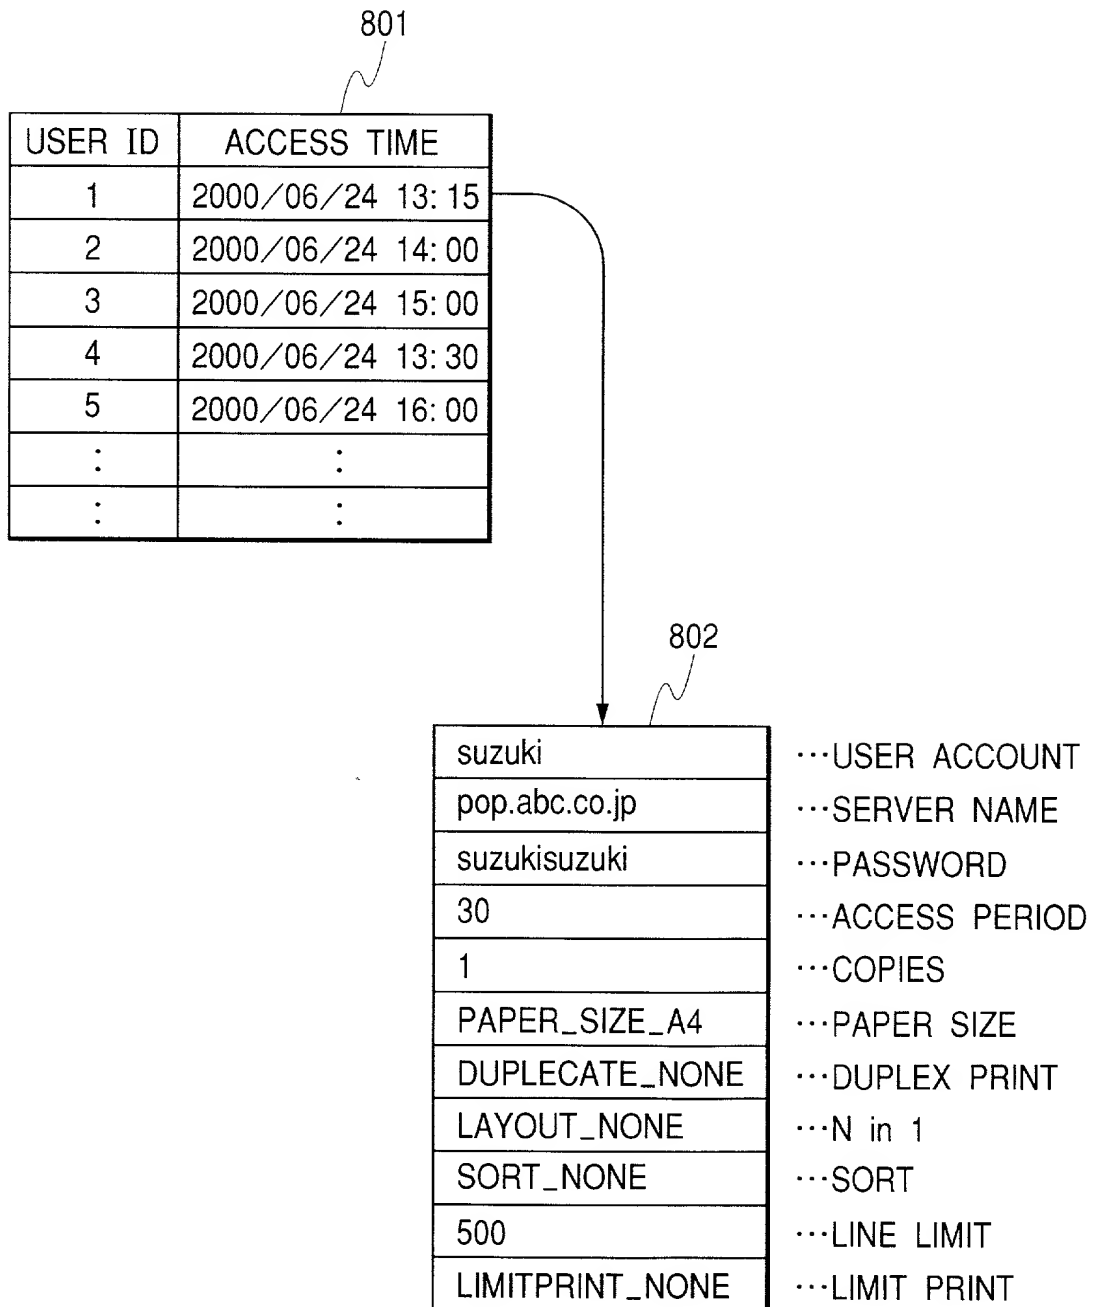 801
USER ID ACCESS TIME
1 2000/06/24 13:15
2 2000/06/24 14:00
3 2000/06/24 15:00
4 2000/06/24 13:30
5 2000/06/24 16:00
: :
: :
802
suzuki …USER ACCOUNT
pop.abc.co.jp …SERVER NAME
suzukisuzuki …PASSWORD
30 …ACCESS PERIOD
1 …COPIES
PAPER_SIZE_A4 …PAPER SIZE
DUPLECATE_NONE …DUPLEX PRINT
LAYOUT_NONE …N in 1
SORT_NONE …SORT
500 …LINE LIMIT
LIMITPRINT_NONE …LIMIT PRINT